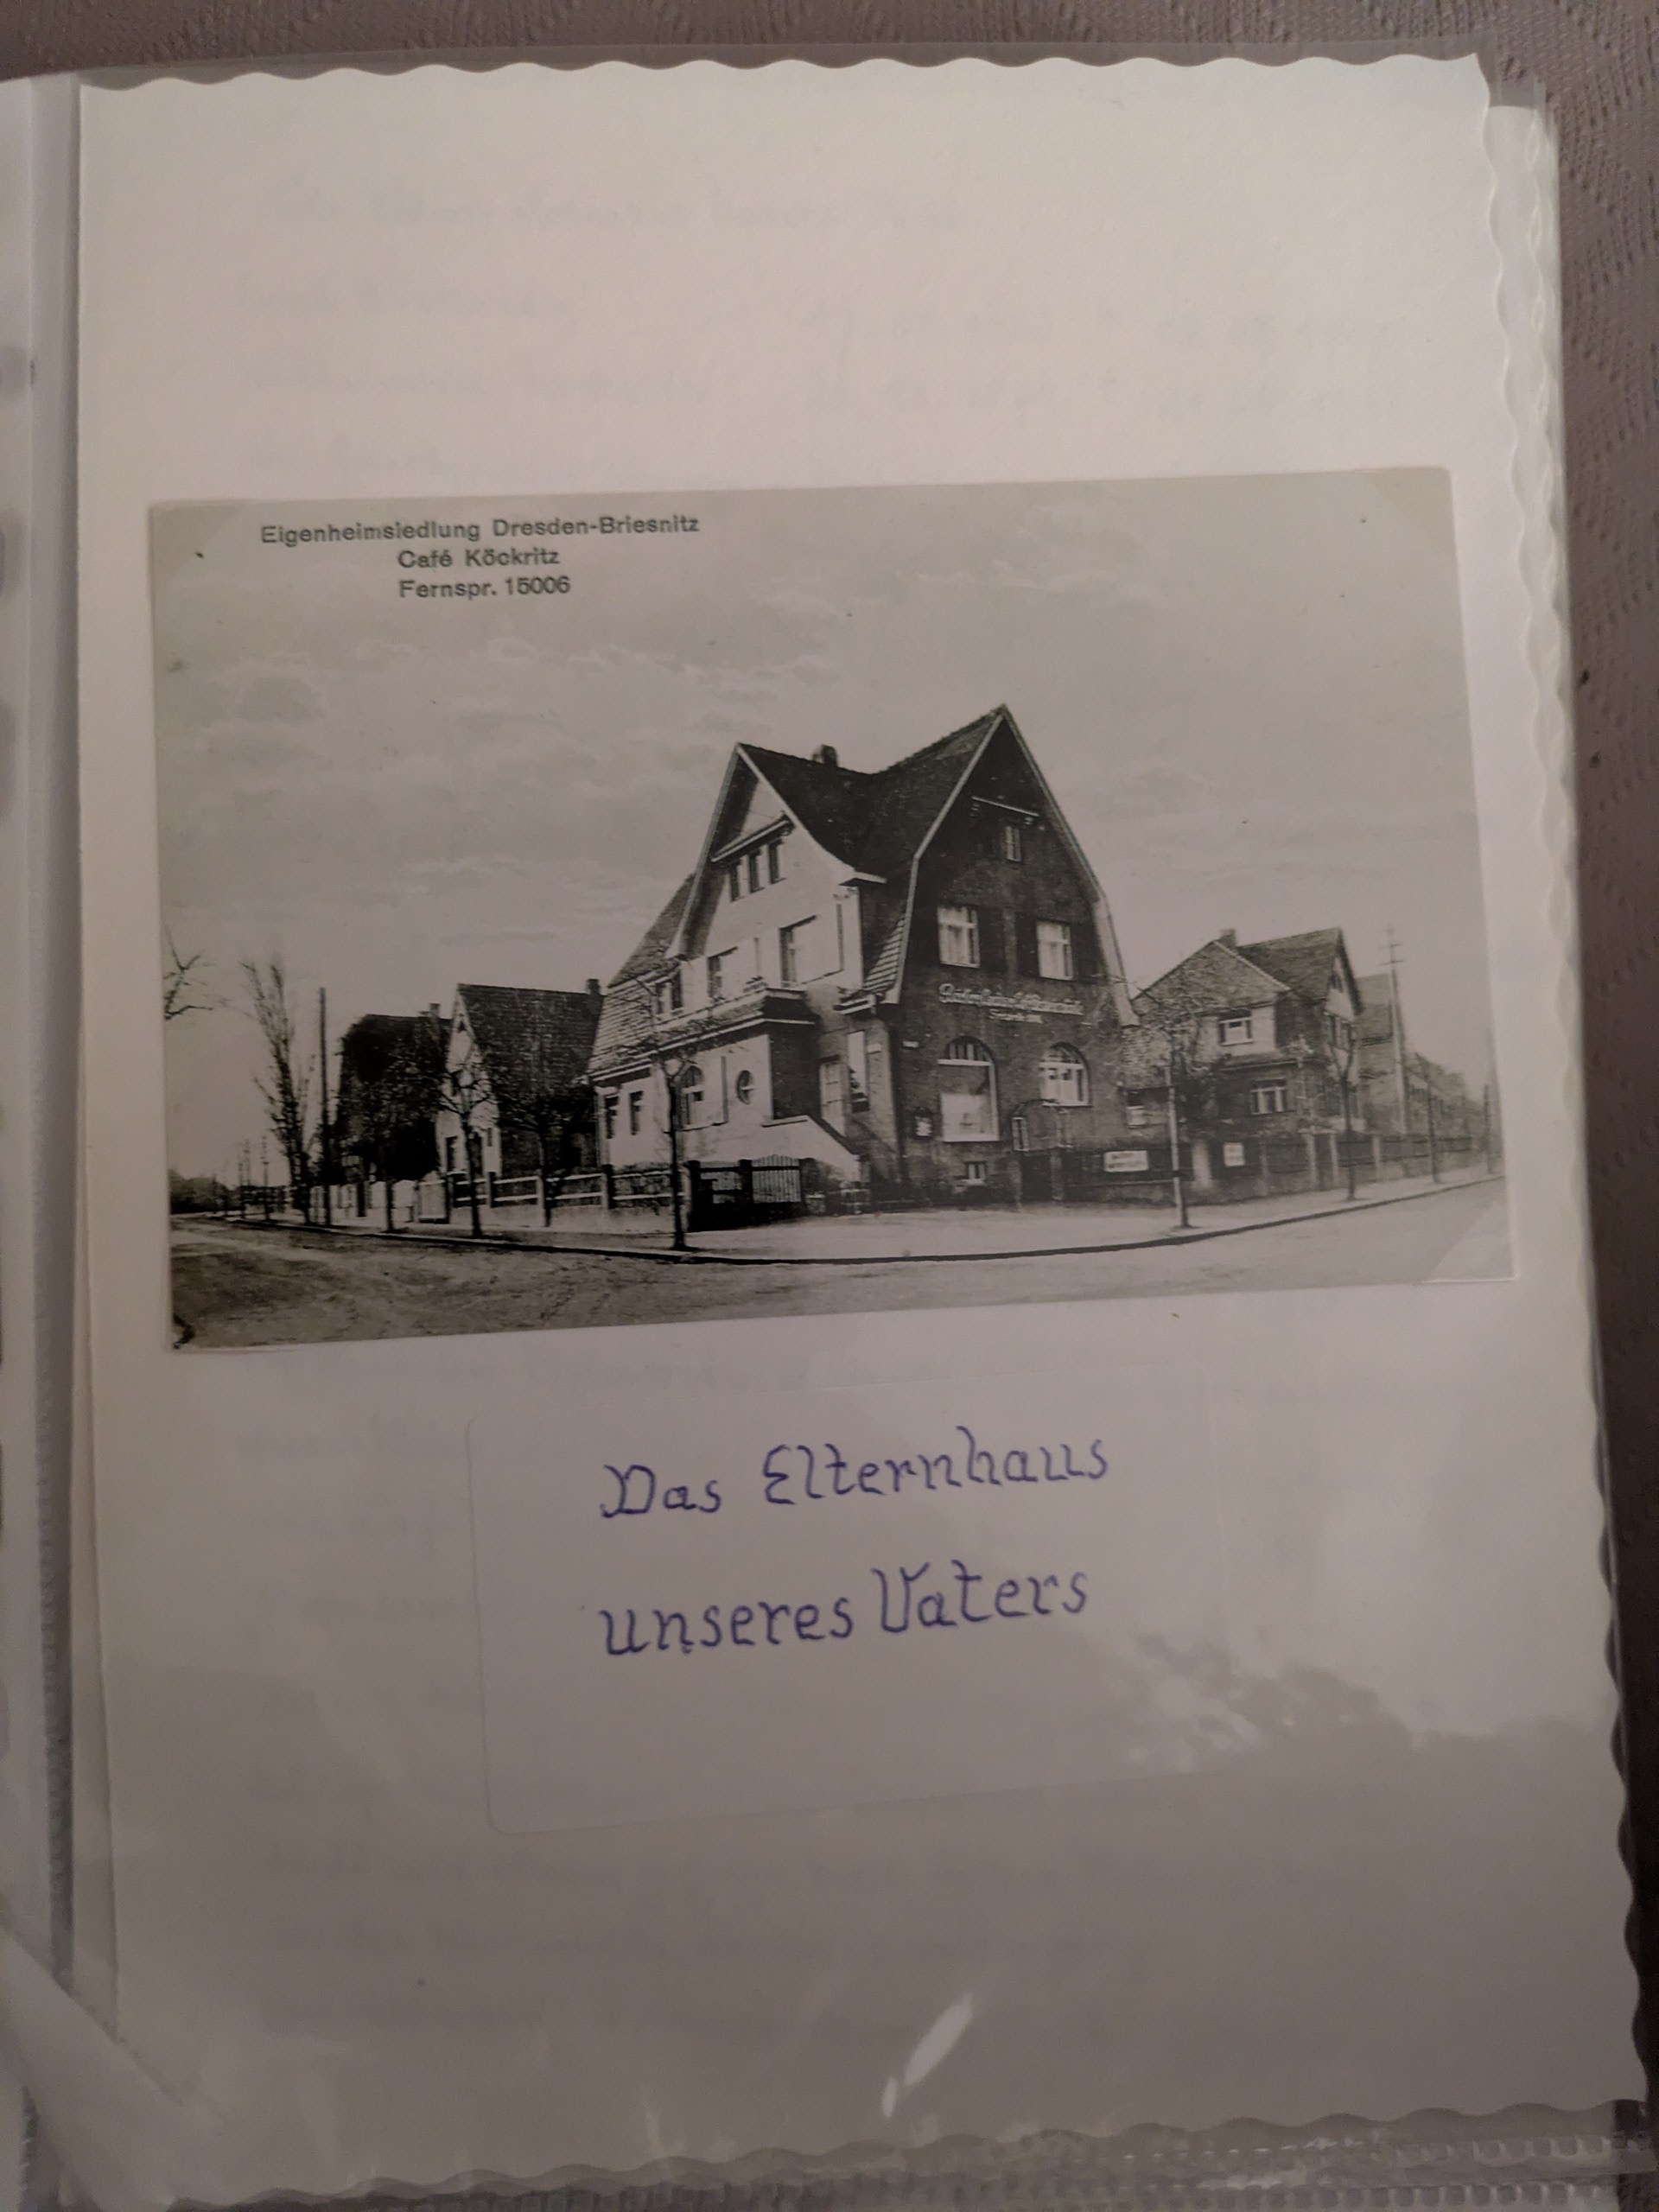 Eigenheimsiedlung Dresden-Briesnitz
Café Köckritz
Fernspr. 15006
Das Elternhaus
unseres Vaters